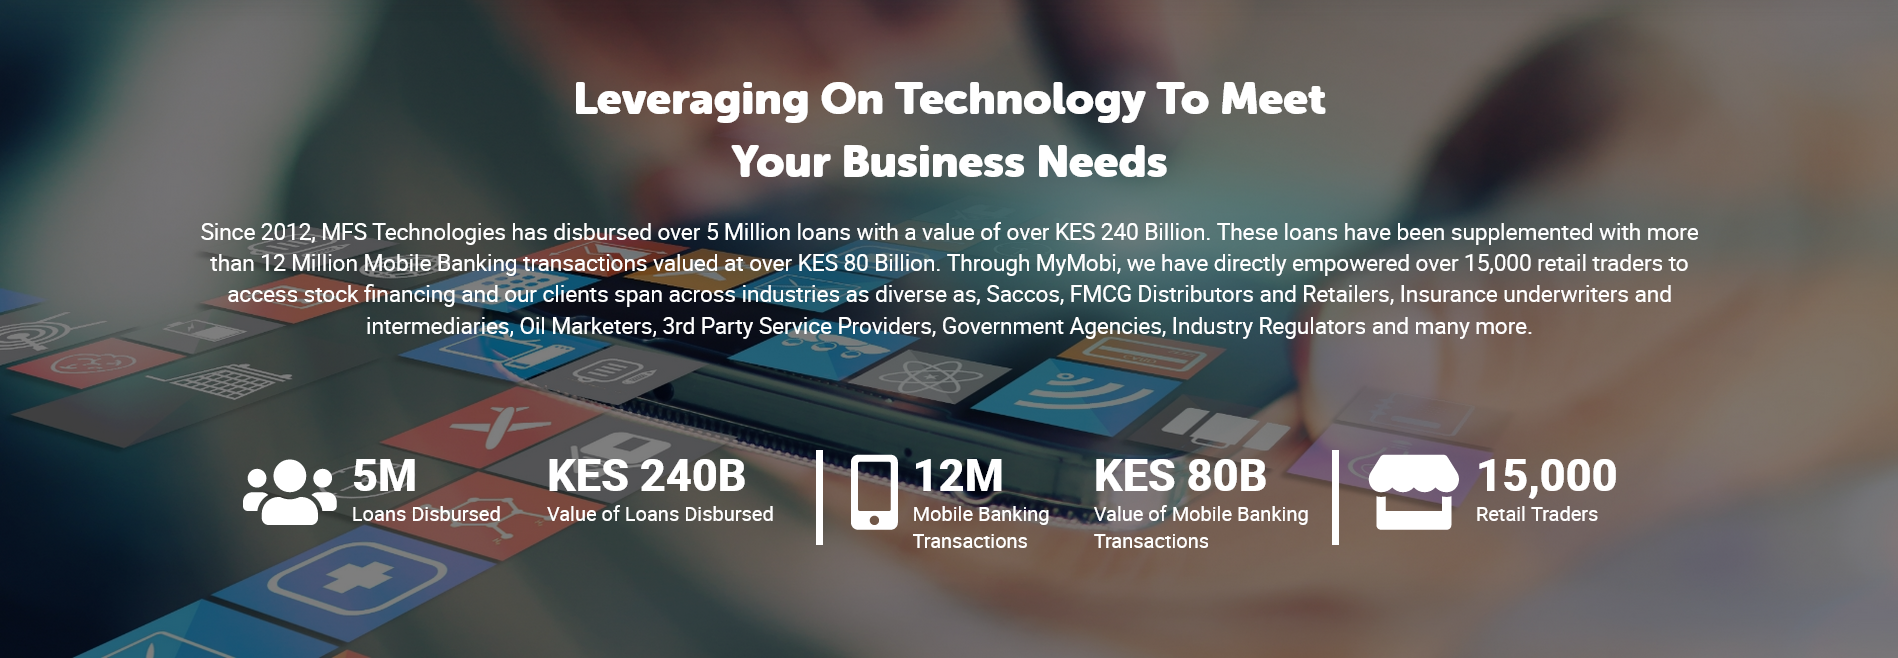 Leveraging On Technology To Meet
Your Business Needs
Since 2012, MFS Technologies has disbursed over 5 Million loans with a value of over KES 240 Billion. These loans have been supplemented with more
than 12 Million Mobile Banking transactions valued at over KES 80 Billion. Through MyMobi, we have directly empowered over 15,000 retail traders to
access stock financing and our clients span across industries as diverse as, Saccos, FMCG Distributors and Retailers, Insurance underwriters and
intermediaries, Oil Marketers, 3rd Party Service Providers, Government Agencies, Industry Regulators and many more.
5M
Loans Disbursed
KES 240B
Value of Loans Disbursed
12M
Mobile Banking
Transactions
KES 80B
Value of Mobile Banking
Transactions
15,000
Retail Traders